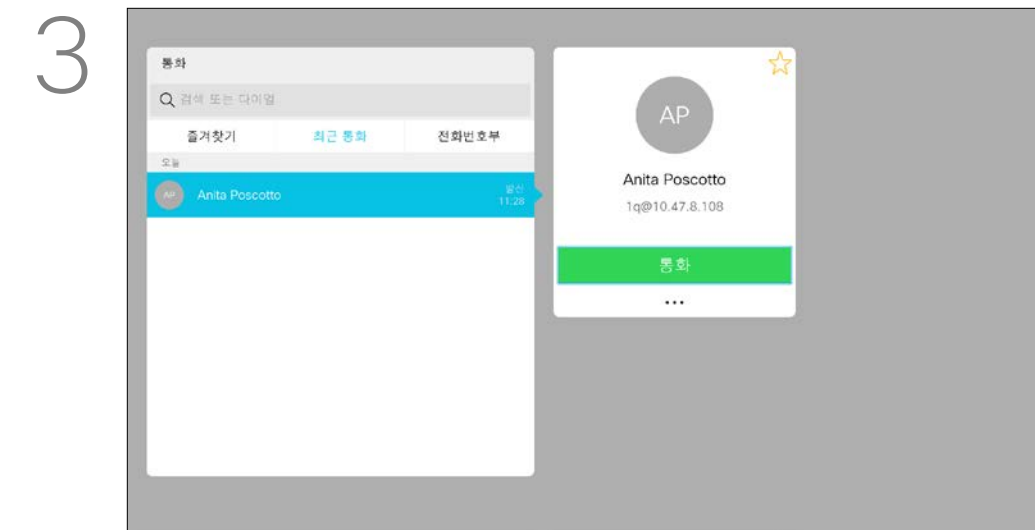 3
통화
검색 또는 다이얼
즐겨찾기 최근 통화 전화번호부
오늘
AP Anita Poscotto 발신
11:28
AP
Anita Poscotto
1q@10.47.8.108
통화
...